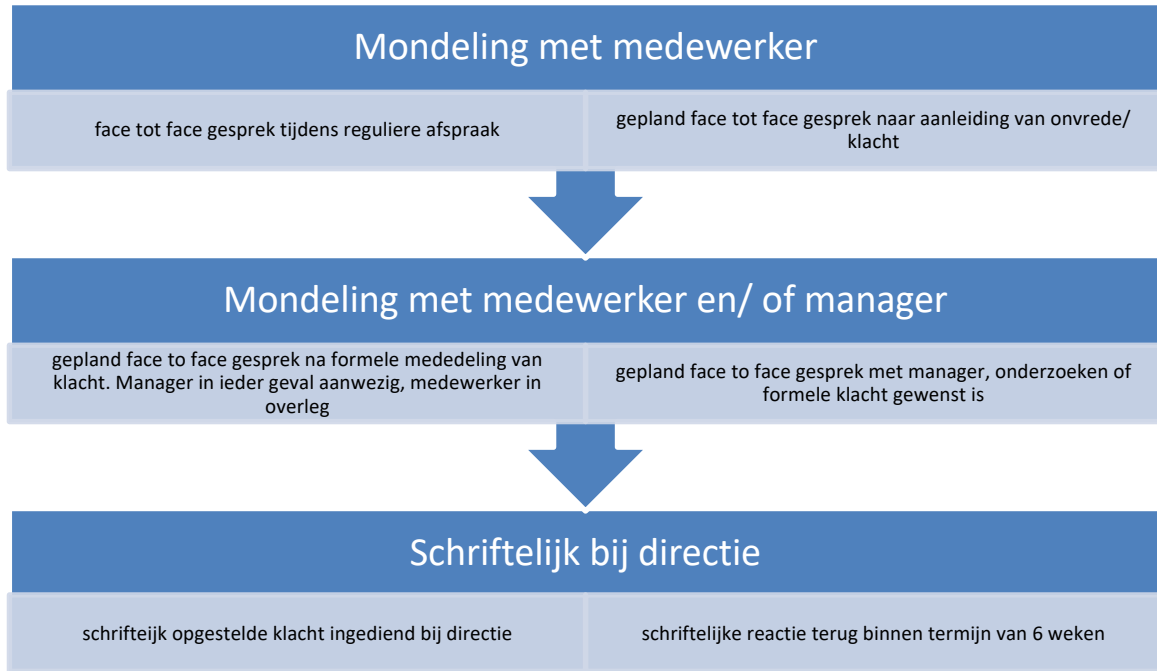 Mondeling met medewerker
face tot face gesprek tijdens reguliere afspraak
gepland face tot face gesprek naar aanleiding van onvrede/
klacht
Mondeling met medewerker en/ of manager
gepland face to face gesprek na formele mededeling van
klacht. Manager in ieder geval aanwezig, medewerker in
overleg
gepland face to face gesprek met manager, onderzoeken of
formele klacht gewenst is
Schriftelijk bij directie
schrifteijk opgestelde klacht ingediend bij directie
schriftelijke reactie terug binnen termijn van 6 weken